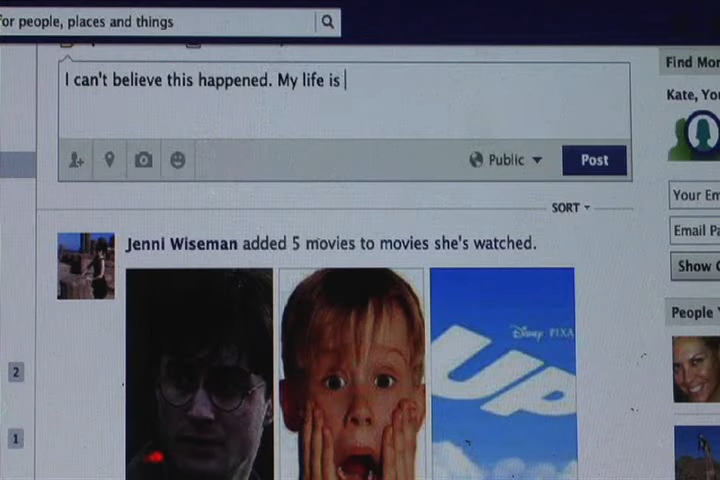 for people, places and things
I can't believe this happened. My life is
Public
Post
SORT
Find Mor
Kate, You
Jenni Wiseman added 5 movies to movies she's watched.
Your Em
Email Pa
Show
People
2
1
Disney PIXA
UP